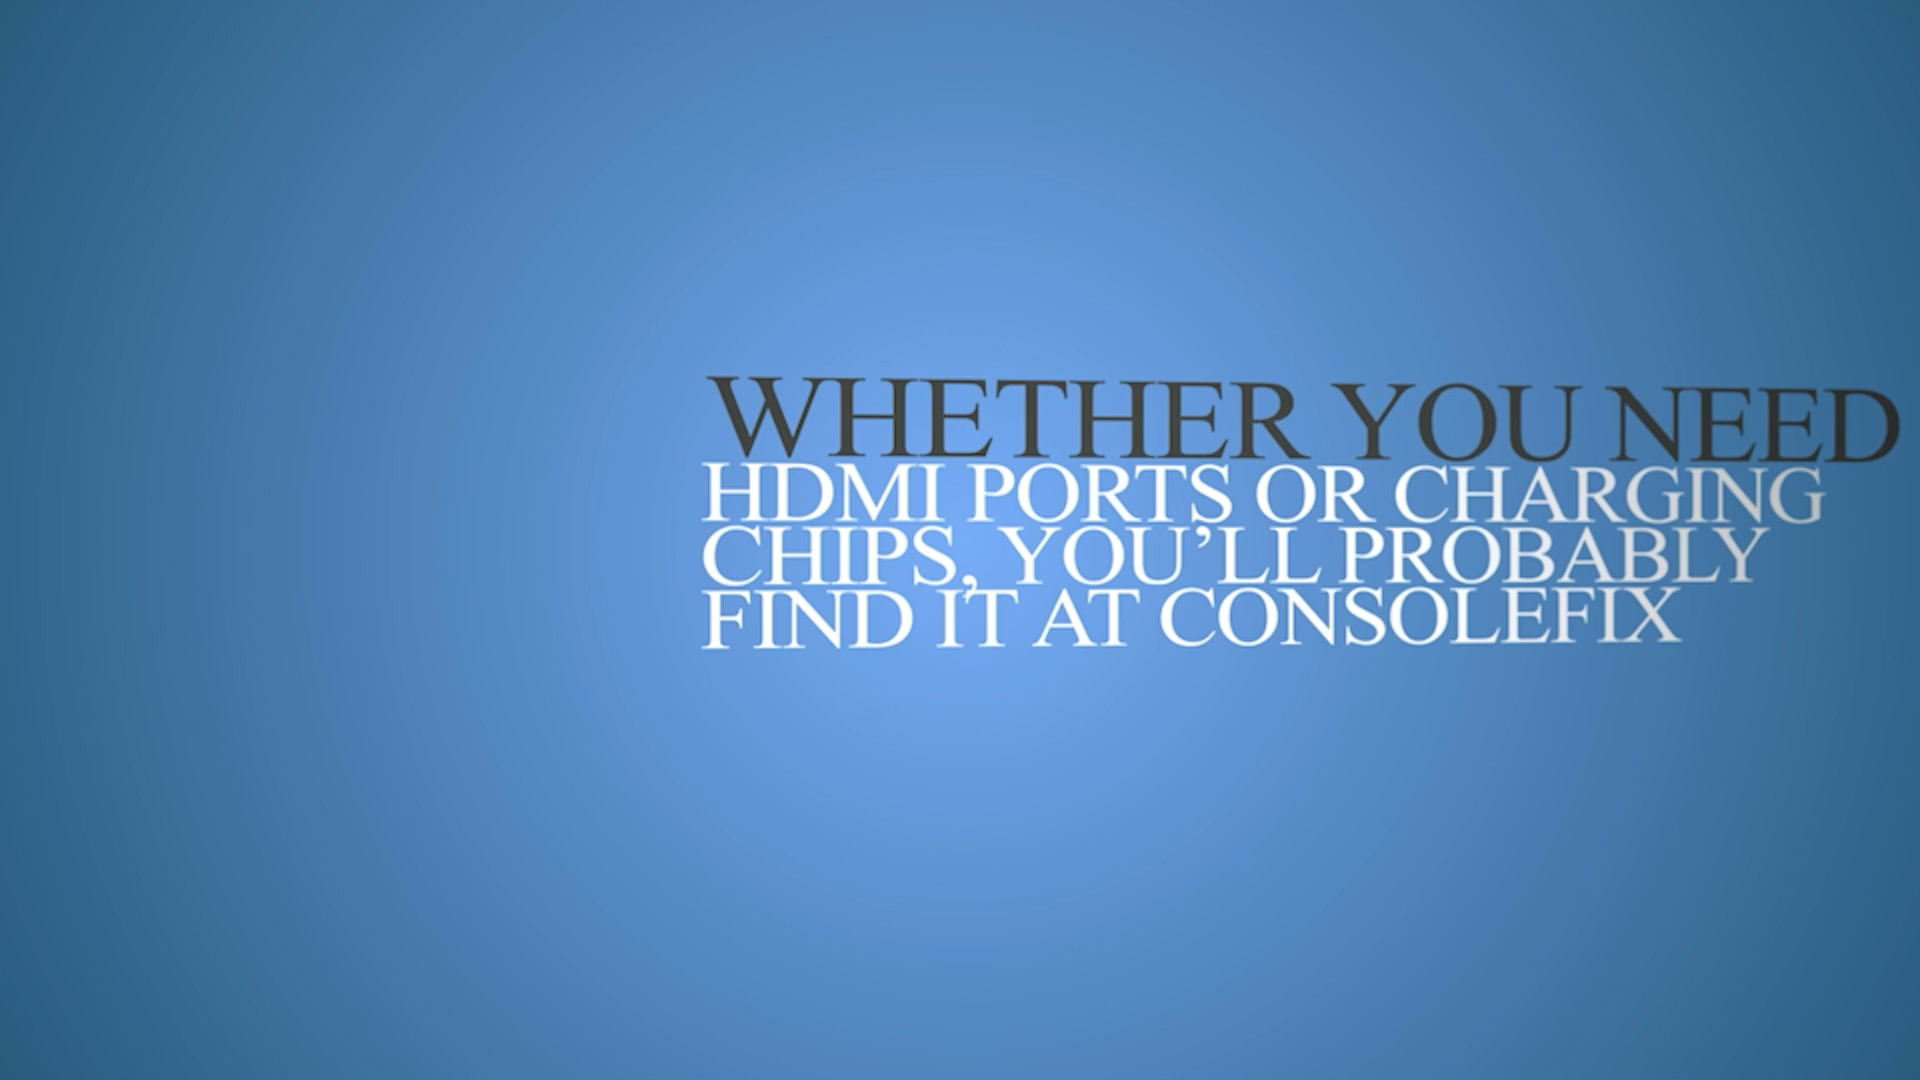 WHETHER YOU NEED
HDMI PORTS OR CHARGING
CHIPS, YOU’LL PROBABLY
FIND IT AT CONSOLEFIX